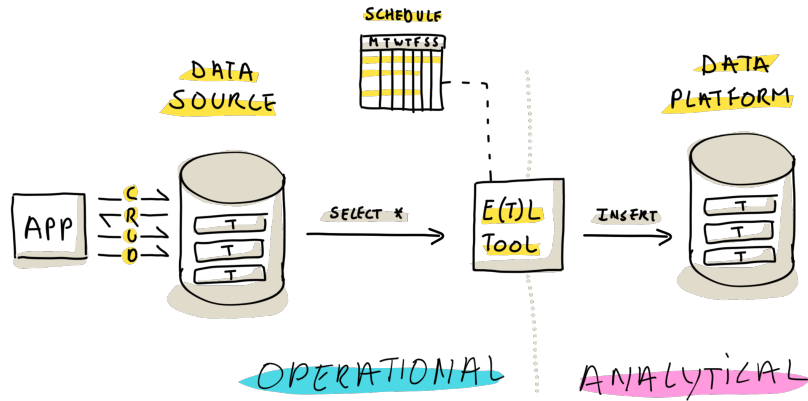 SCHEDULE
M T W T F S S
DATA
SOURCE
DATA
PLATFORM
APP
C
R
U
D
T
T
T
SELECT *
E(T)L
TOOL
INSERT
T
T
T
OPERATIONAL
ANALYTICAL